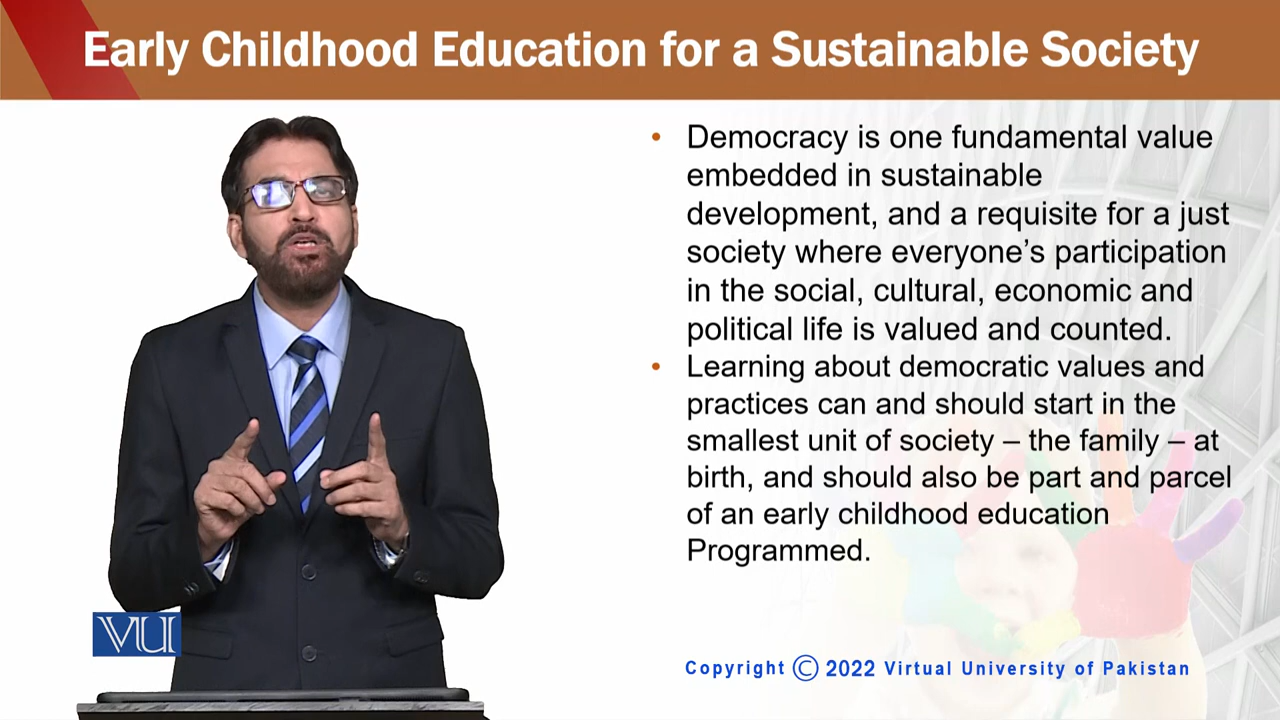 Early Childhood Education for a Sustainable Society
• Democracy is one fundamental value
embedded in sustainable
development, and a requisite for a just
society where everyone’s participation
in the social, cultural, economic and
political life is valued and counted.
• Learning about democratic values and
practices can and should start in the
smallest unit of society – the family – at
birth, and should also be part and parcel
of an early childhood education
Programmed.
VU
Copyright © 2022 Virtual University of Pakistan